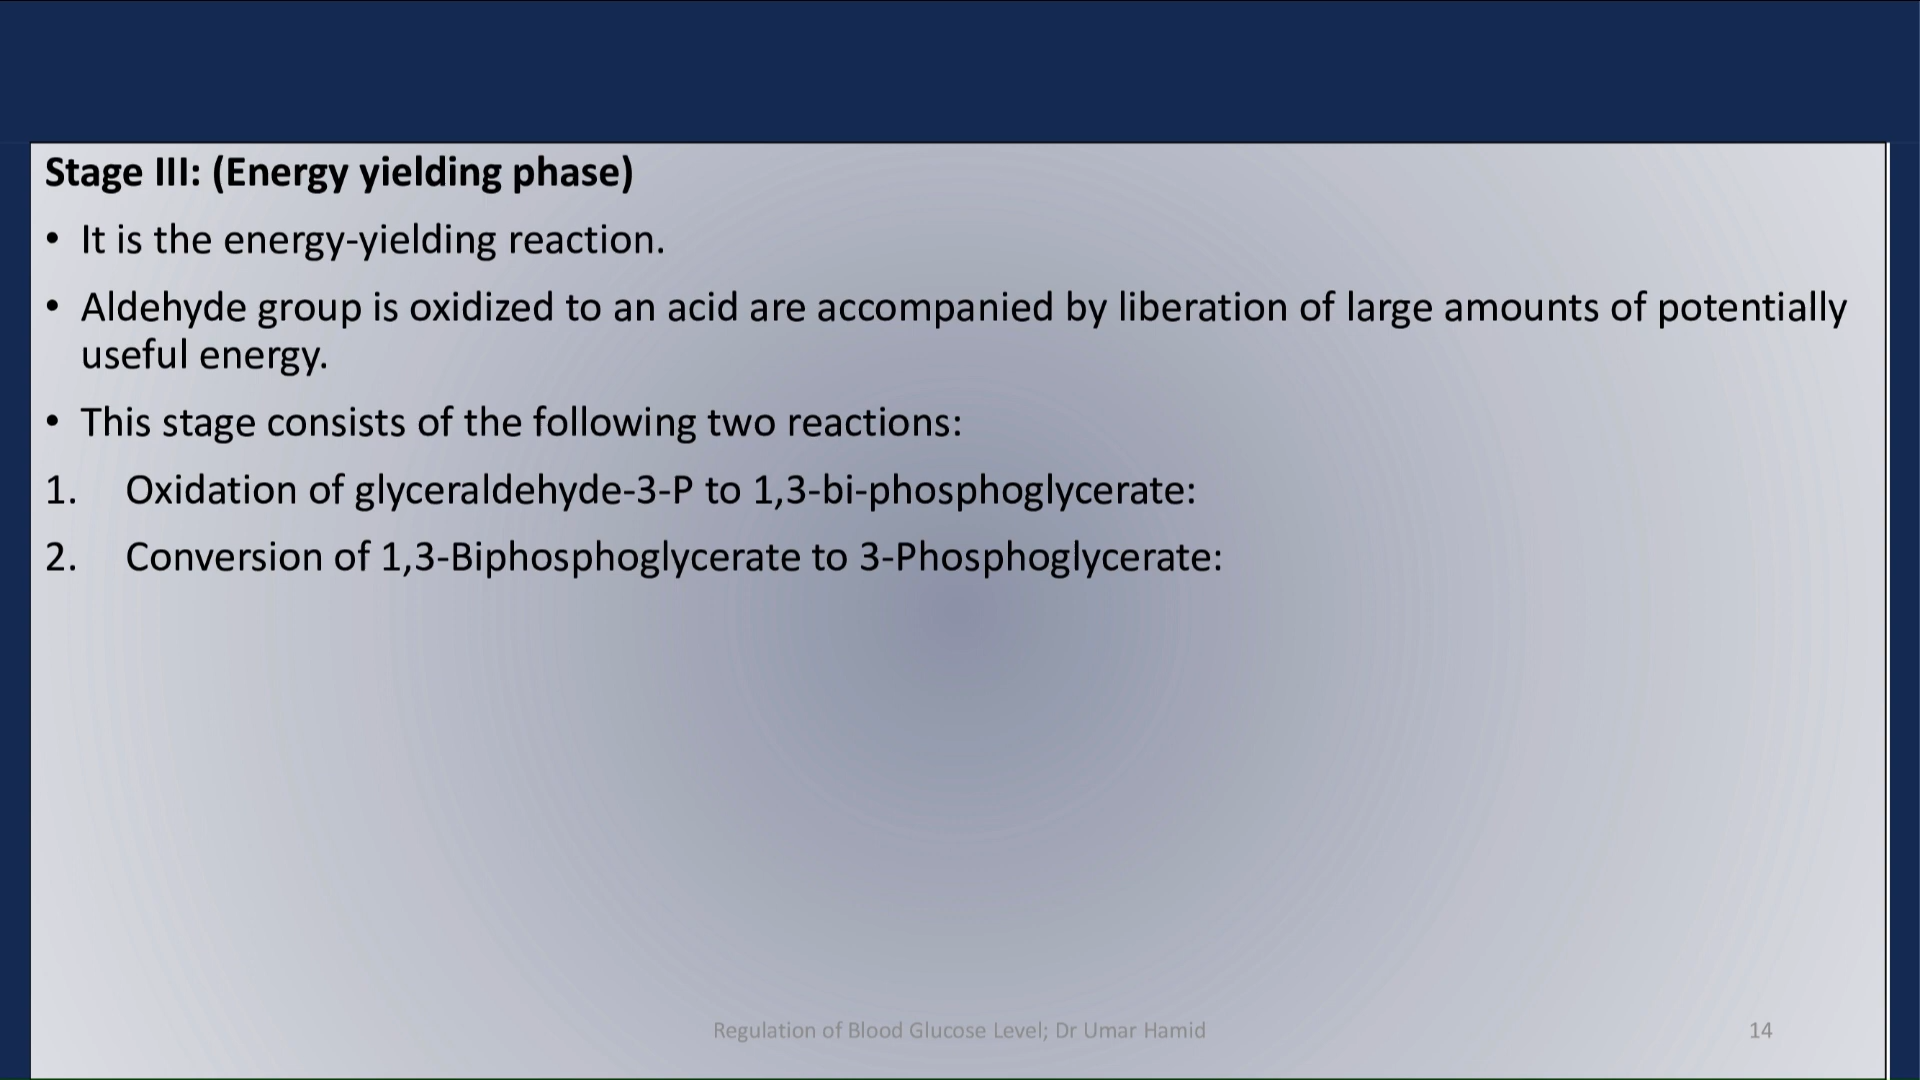 Stage III: (Energy yielding phase)
• It is the energy-yielding reaction.
• Aldehyde group is oxidized to an acid are accompanied by liberation of large amounts of potentially
useful energy.
• This stage consists of the following two reactions:
1. Oxidation of glyceraldehyde-3-P to 1,3-bi-phosphoglycerate:
2. Conversion of 1,3-Biphosphoglycerate to 3-Phosphoglycerate:
Regulation of Blood Glucose Level; Dr Umar Hamid
14